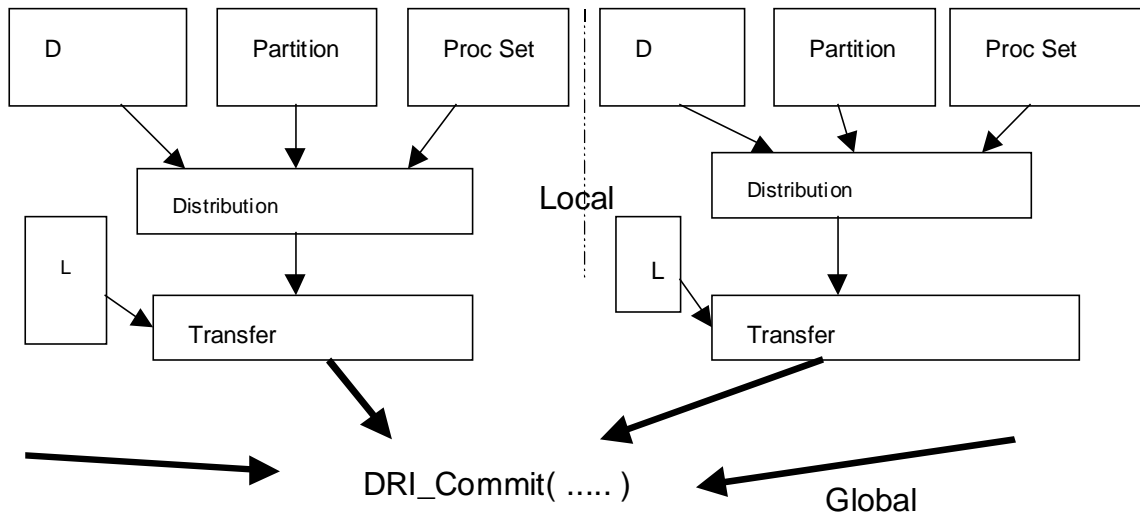 D
Partition
Proc Set
D
Partition
Proc Set
Distribution
Local
Distribution
L
L
Transfer
Transfer
DRI_Commit( ..... )
Global